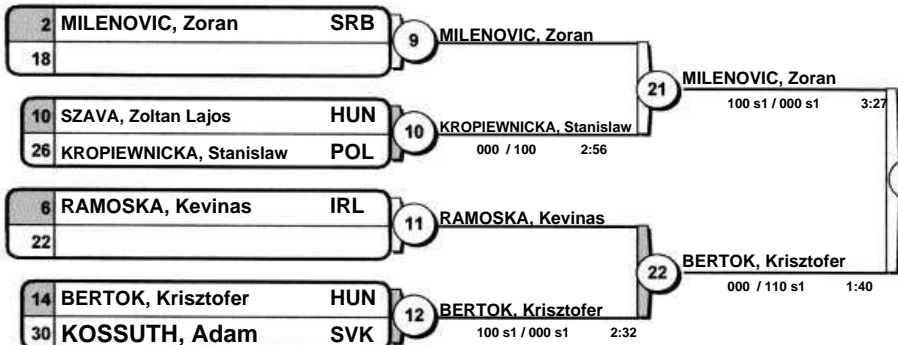 2 MILENOVIC, Zoran SRB
18
9
MILENOVIC, Zoran
10 SZAVA, Zoltan Lajos HUN
26 KROPIEWNICKA, Stanislaw POL
10
KROPIEWNICKA, Stanislaw
000 / 100 2:56
21
MILENOVIC, Zoran
100 s1 / 000 s1 3:27
6 RAMOSKA, Kevinas IRL
22
11
RAMOSKA, Kevinas
14 BERTOK, Krisztofer HUN
30 KOSSUTH, Adam SVK
12
BERTOK, Krisztofer
100 s1 / 000 s1 2:32
22
BERTOK, Krisztofer
000 / 110 s1 1:40